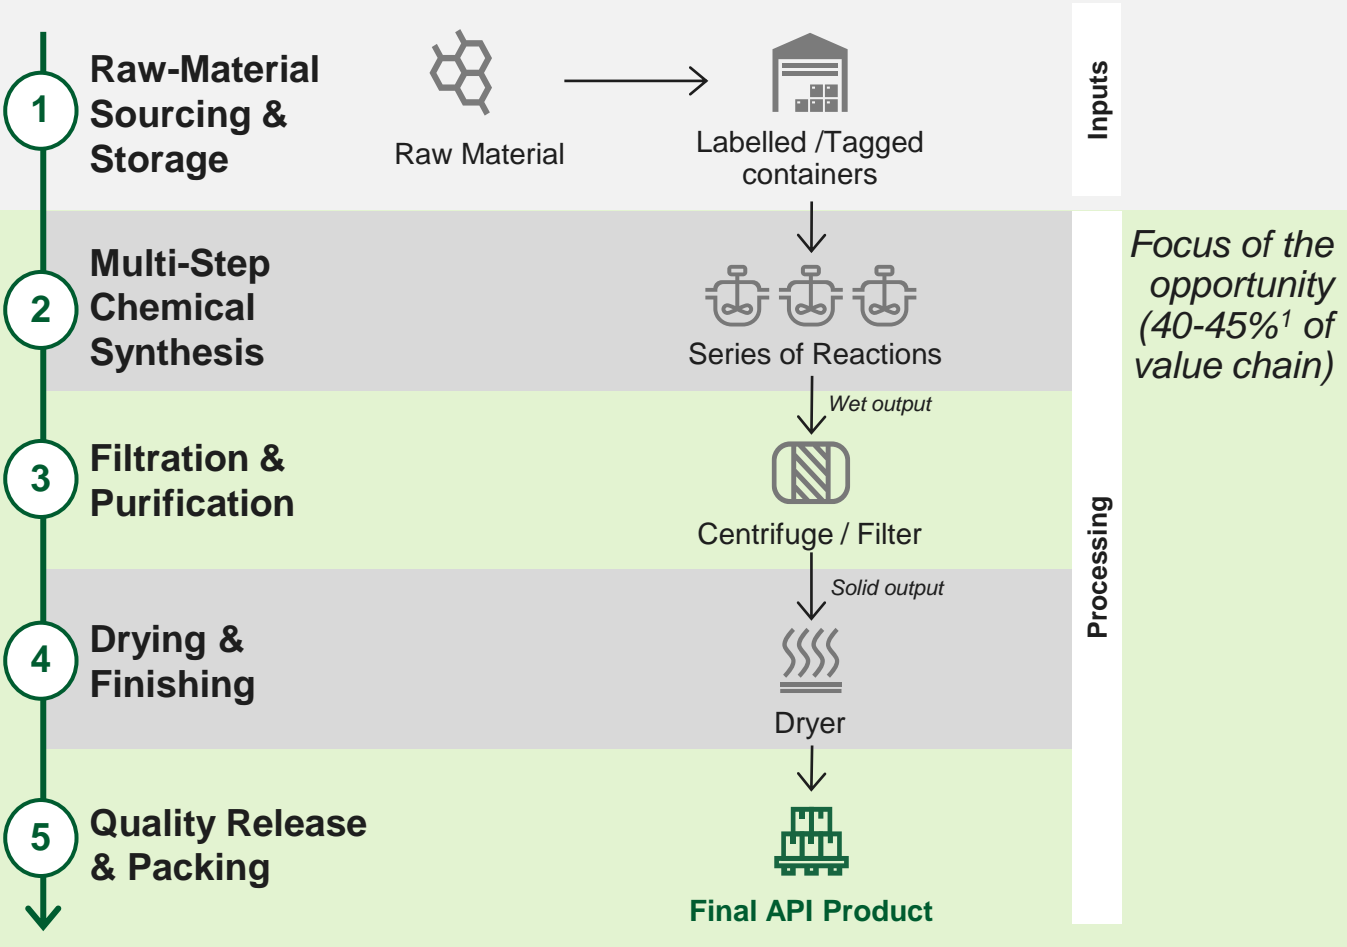 1
Raw-Material
Sourcing &
Storage
Raw Material
Labelled /Tagged
containers
Inputs
2
Multi-Step
Chemical
Synthesis
Series of Reactions
Focus of the
opportunity
(40-45%¹ of
value chain)
Wet output
3
Filtration &
Purification
Centrifuge / Filter
Processing
Solid output
4
Drying &
Finishing
Dryer
5
Quality Release
& Packing
Final API Product